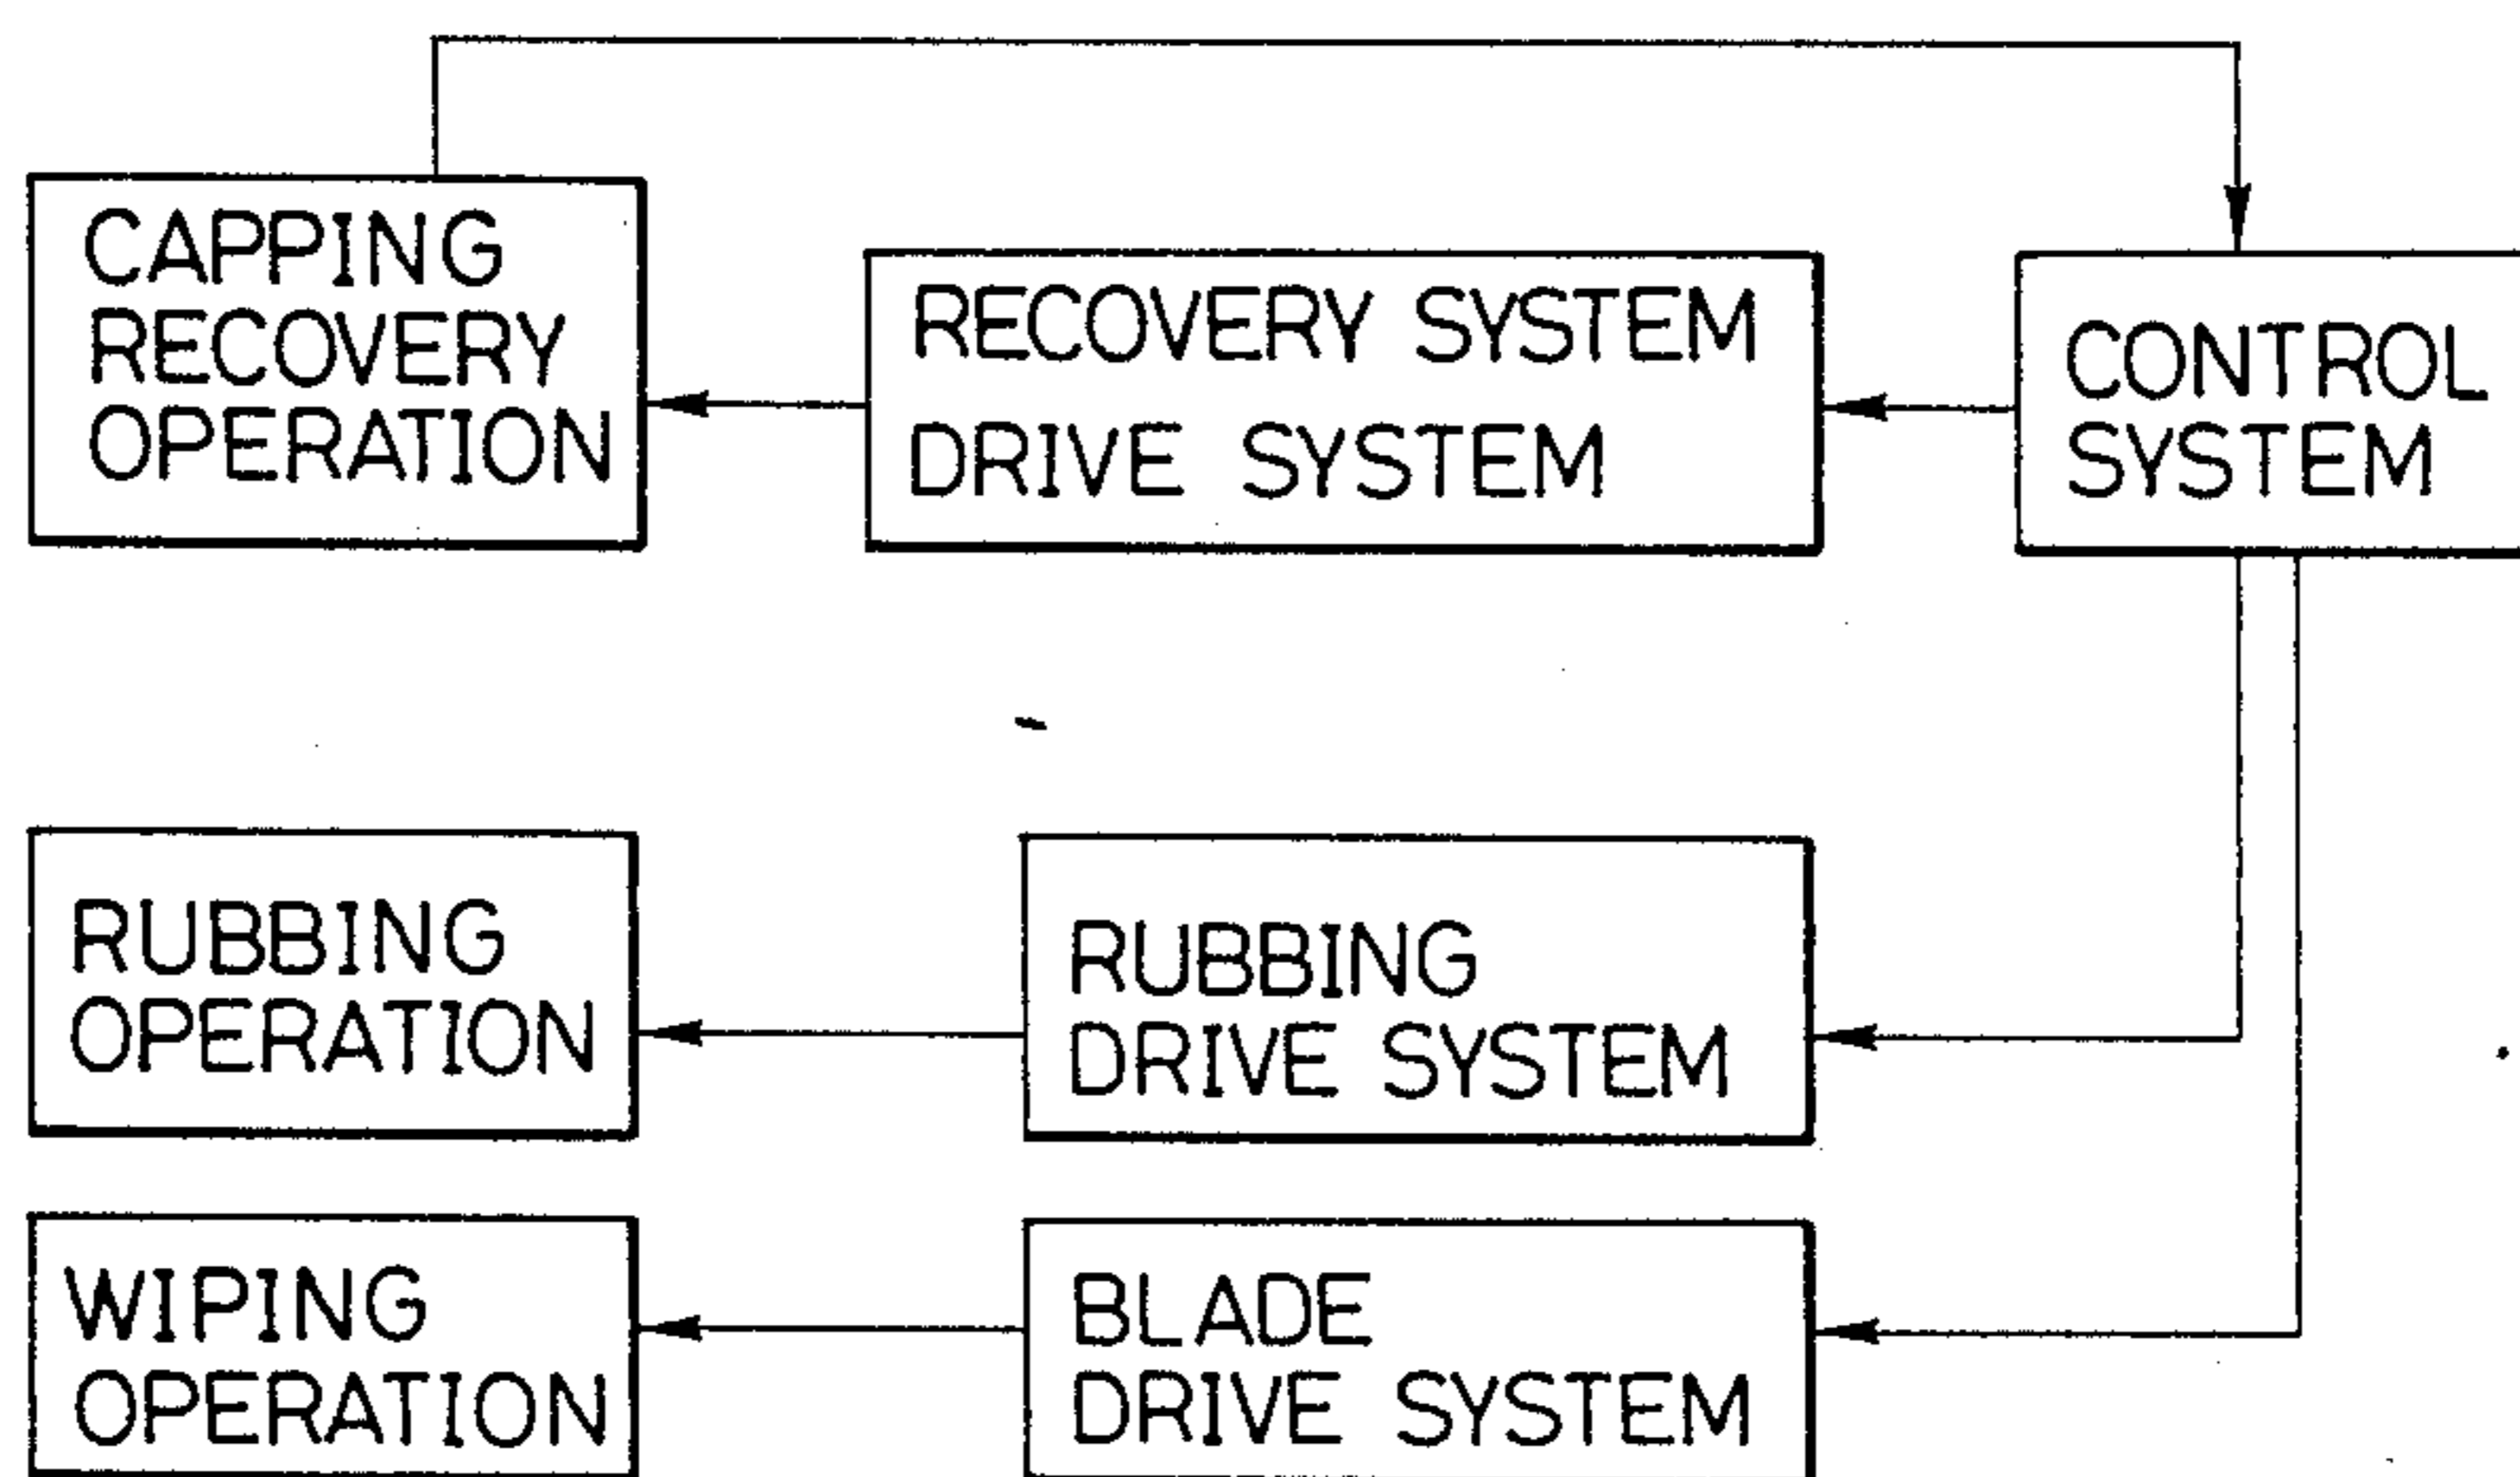 CAPPING
RECOVERY
OPERATION
RECOVERY SYSTEM
DRIVE SYSTEM
CONTROL
SYSTEM
RUBBING
OPERATION
RUBBING
DRIVE SYSTEM
WIPING
OPERATION
BLADE
DRIVE SYSTEM